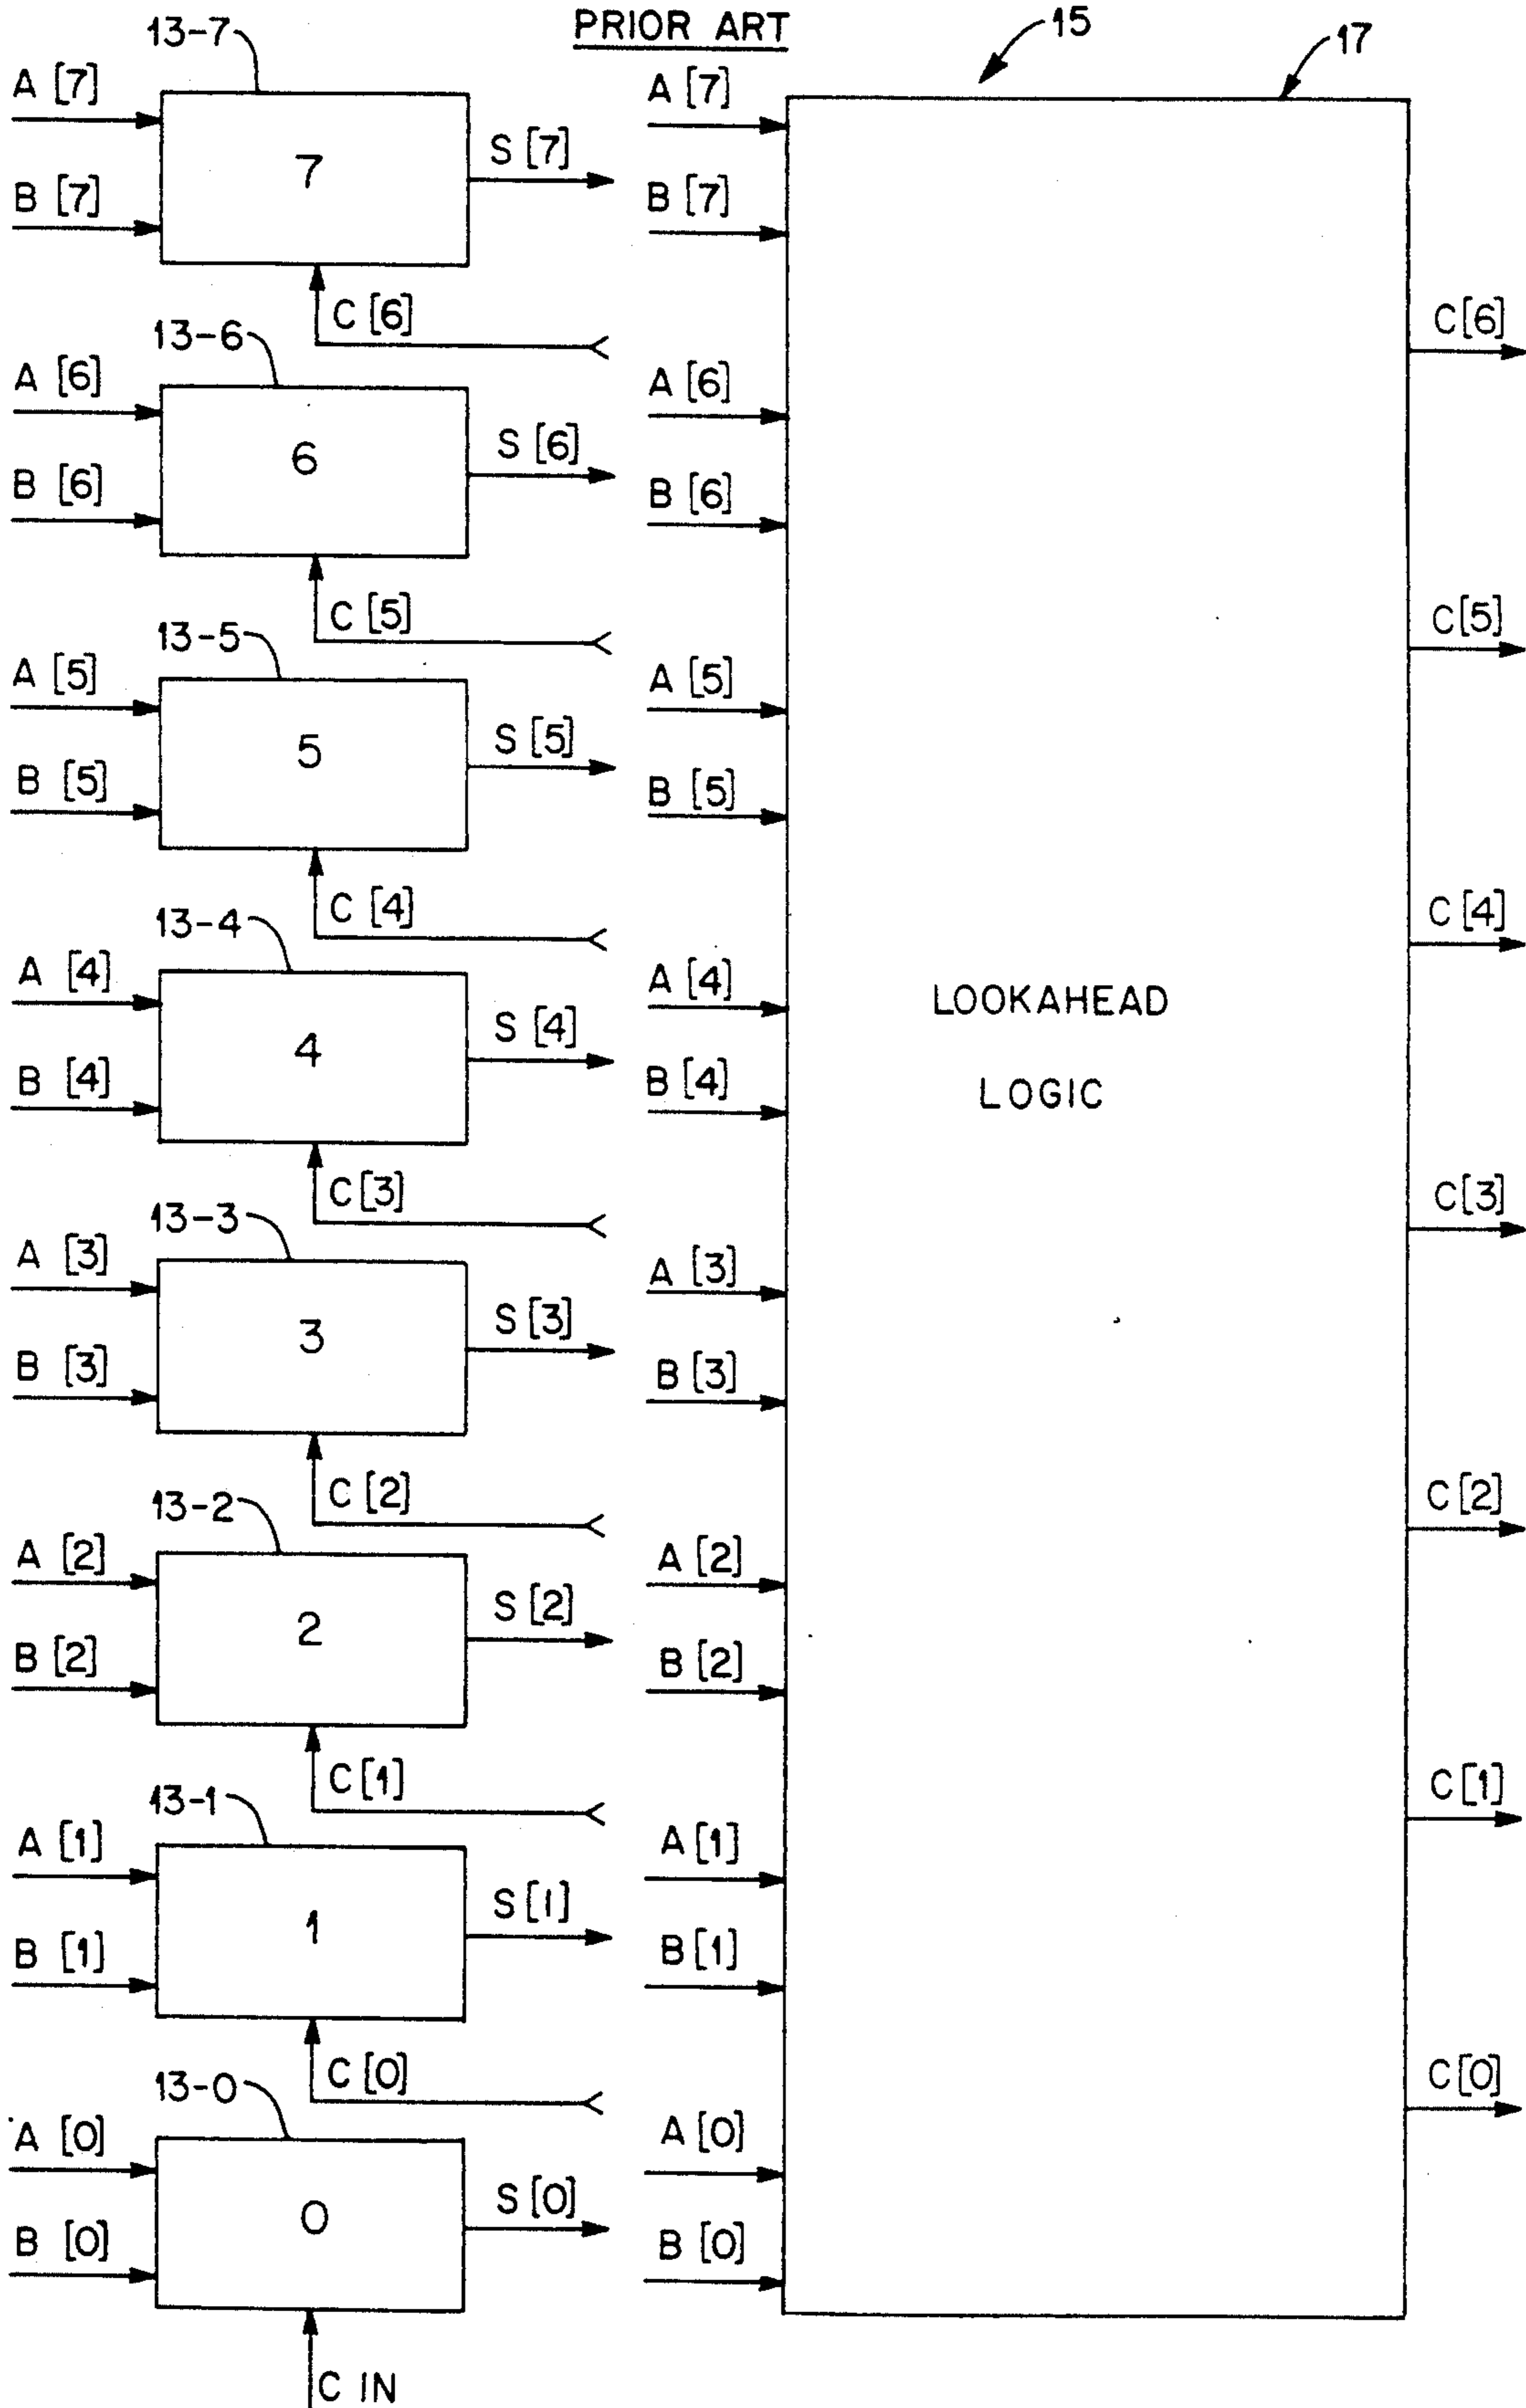 PRIOR ART
15
17
13-7
A [7]
B [7]
7
S [7]
C [6]
13-6
A [6]
B [6]
6
S [6]
C [5]
13-5
A [5]
B [5]
5
S [5]
C [4]
13-4
A [4]
B [4]
4
S [4]
C [3]
13-3
A [3]
B [3]
3
S [3]
C [2]
13-2
A [2]
B [2]
2
S [2]
C [1]
13-1
A [1]
B [1]
1
S [1]
C [0]
13-0
A [0]
B [0]
0
S [0]
C IN
A [7]
B [7]
A [6]
B [6]
A [5]
B [5]
A [4]
B [4]
A [3]
B [3]
A [2]
B [2]
A [1]
B [1]
A [0]
B [0]
LOOKAHEAD
LOGIC
C [6]
C [5]
C [4]
C [3]
C [2]
C [1]
C [0]